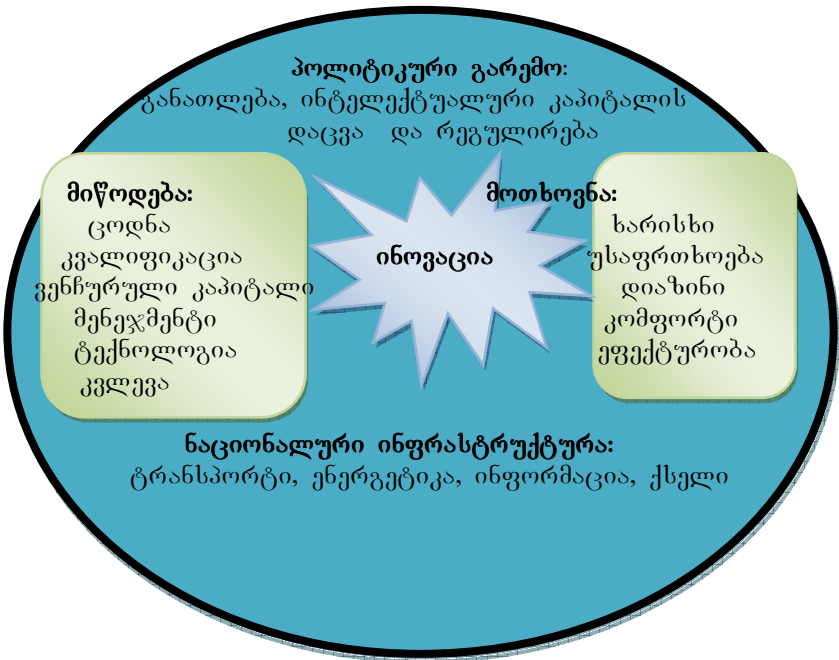 პოლიტიკური გარემო:
განათლება, ინტელექტუალური კაპიტალის
დაცვა და რეგულირება
მიწოდება:
ცოდნა
კვალიფიკაცია
ვენჩურული კაპიტალი
მენეჯმენტი
ტექნოლოგია
კვლევა
ინოვაცია
მოთხოვნა:
ხარისხი
უსაფრთხოება
დიაზინი
კომფორტი
ეფექტურობა
ნაციონალური ინფრასტრუქტურა:
ტრანსპორტი, ენერგეტიკა, ინფორმაცია, ქსელი